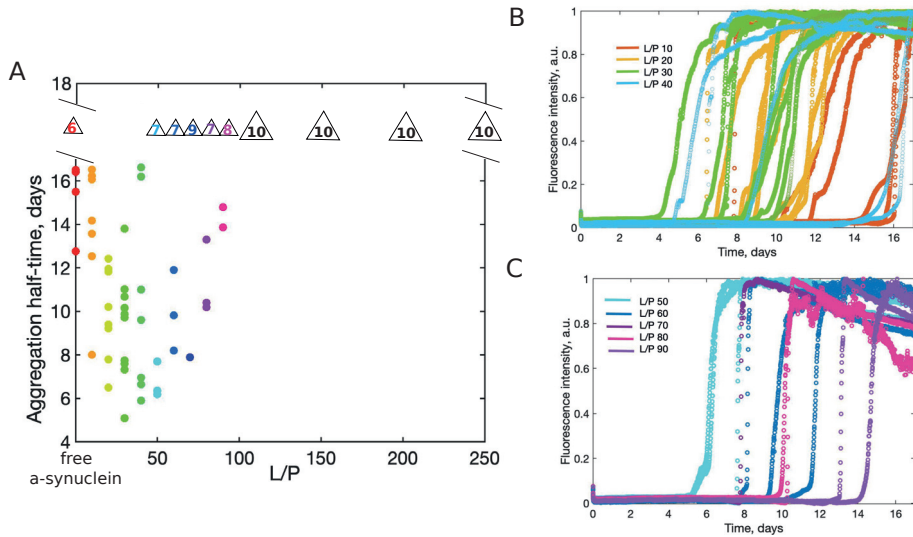 A
Aggregation half-time, days
18
16
14
12
10
8
6
4
6
7 7 9 7 8 10 10 10 10
free
a-synuclein
50 100 150 200 250
L/P
B
Fluorescence intensity, a.u.
1
0.8
0.6
0.4
0.2
0
L/P 10
L/P 20
L/P 30
L/P 40
0 2 4 6 8 10 12 14 16
Time, days
C
Fluorescence intensity, a.u.
1
0.8
0.6
0.4
0.2
0
L/P 50
L/P 60
L/P 70
L/P 80
L/P 90
0 2 4 6 8 10 12 14 16
Time, days